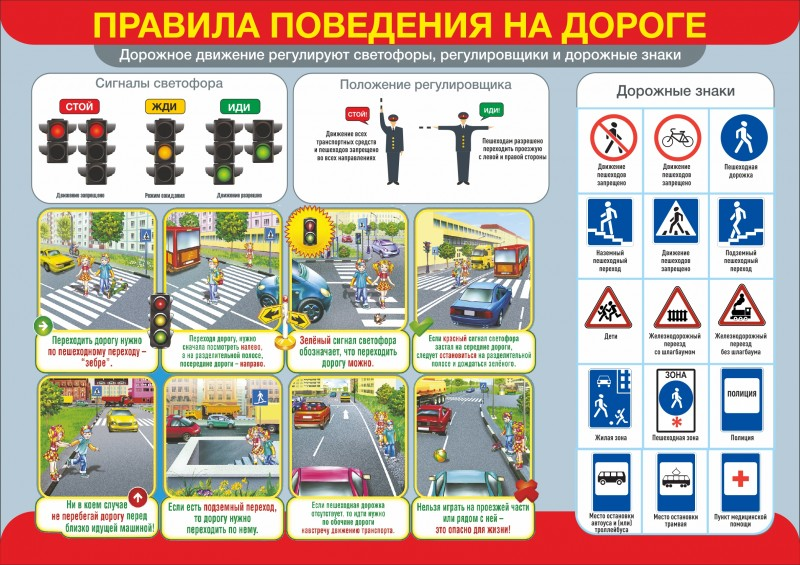 ПРАВИЛА ПОВЕДЕНИЯ НА ДОРОГЕ
Дорожное движение регулируют светофоры, регулировщики и дорожные знаки
Сигналы светофора
СТОЙ
ЖДИ
ИДИ
Движение запрещено
Режим ожидания
Движение разрешено
Положение регулировщика
СТОЙ!
Движение всех
транспортных средств
и пешеходов запрещено
во всех направлениях
ИДИ!
Пешеходам разрешено
переходить проезжую
с левой и правой стороны
Переходить дорогу нужно
по пешеходному переходу –
"зебре".
Переходя дорогу, нужно
сначала посмотреть налево,
а на разделительной полосе,
посередине дороги – направо.
Зелёный сигнал светофора
обозначает, что переходить
дорогу можно.
Если красный сигнал светофора
застал на середине дороги,
следует остановиться на разделительной
полосе и дождаться зелёного.
Ни в коем случае
не перебегай дорогу перед
близко идущей машиной!
Если есть подземный переход,
то дорогу нужно
переходить по нему.
Если пешеходная дорожка
отсутствует, то идти нужно
по обочине дороги
навстречу движению транспорта.
Нельзя играть на проезжей части
или рядом с ней –
это опасно для жизни!
Дорожные знаки
Движение
пешеходов
запрещено
Движение
пешеходов
запрещено
Пешеходная
дорожка
Наземный
пешеходный
переход
Движение
пешеходов
запрещено
Подземный
пешеходный
переход
Дети
Железнодорожный
переезд
со шлагбаумом
Железнодорожный
переезд
без шлагбаума
Жилая зона
ЗОНА
Пешеходная зона
ПОЛИЦИЯ
Полиция
Место остановки
автоуса и (или)
троллейбуса
Место остановки
трамвая
Пункт медицинской
помощи